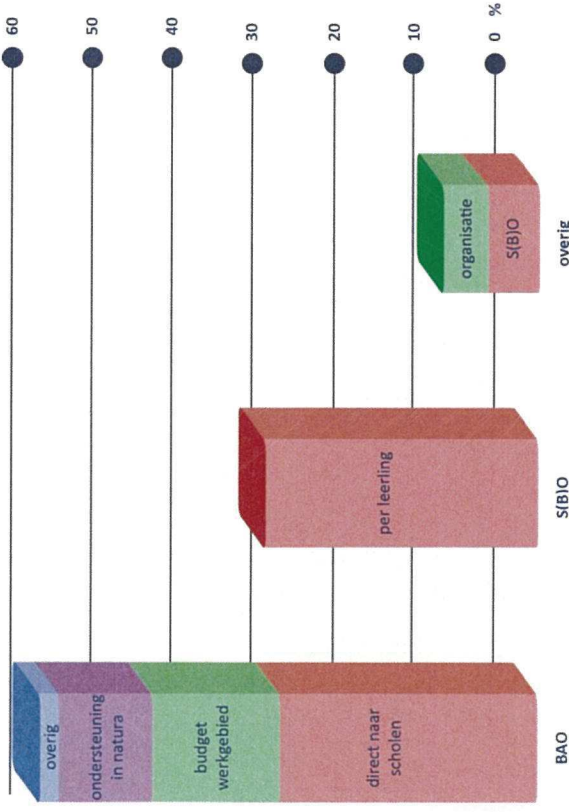 60
50
40
30
20
10
0 %
overig
ondersteuning
in natura
budget
werkgebied
direct naar
scholen
BAO
per leerling
S(B)O
organisatie
S(B)O
overig